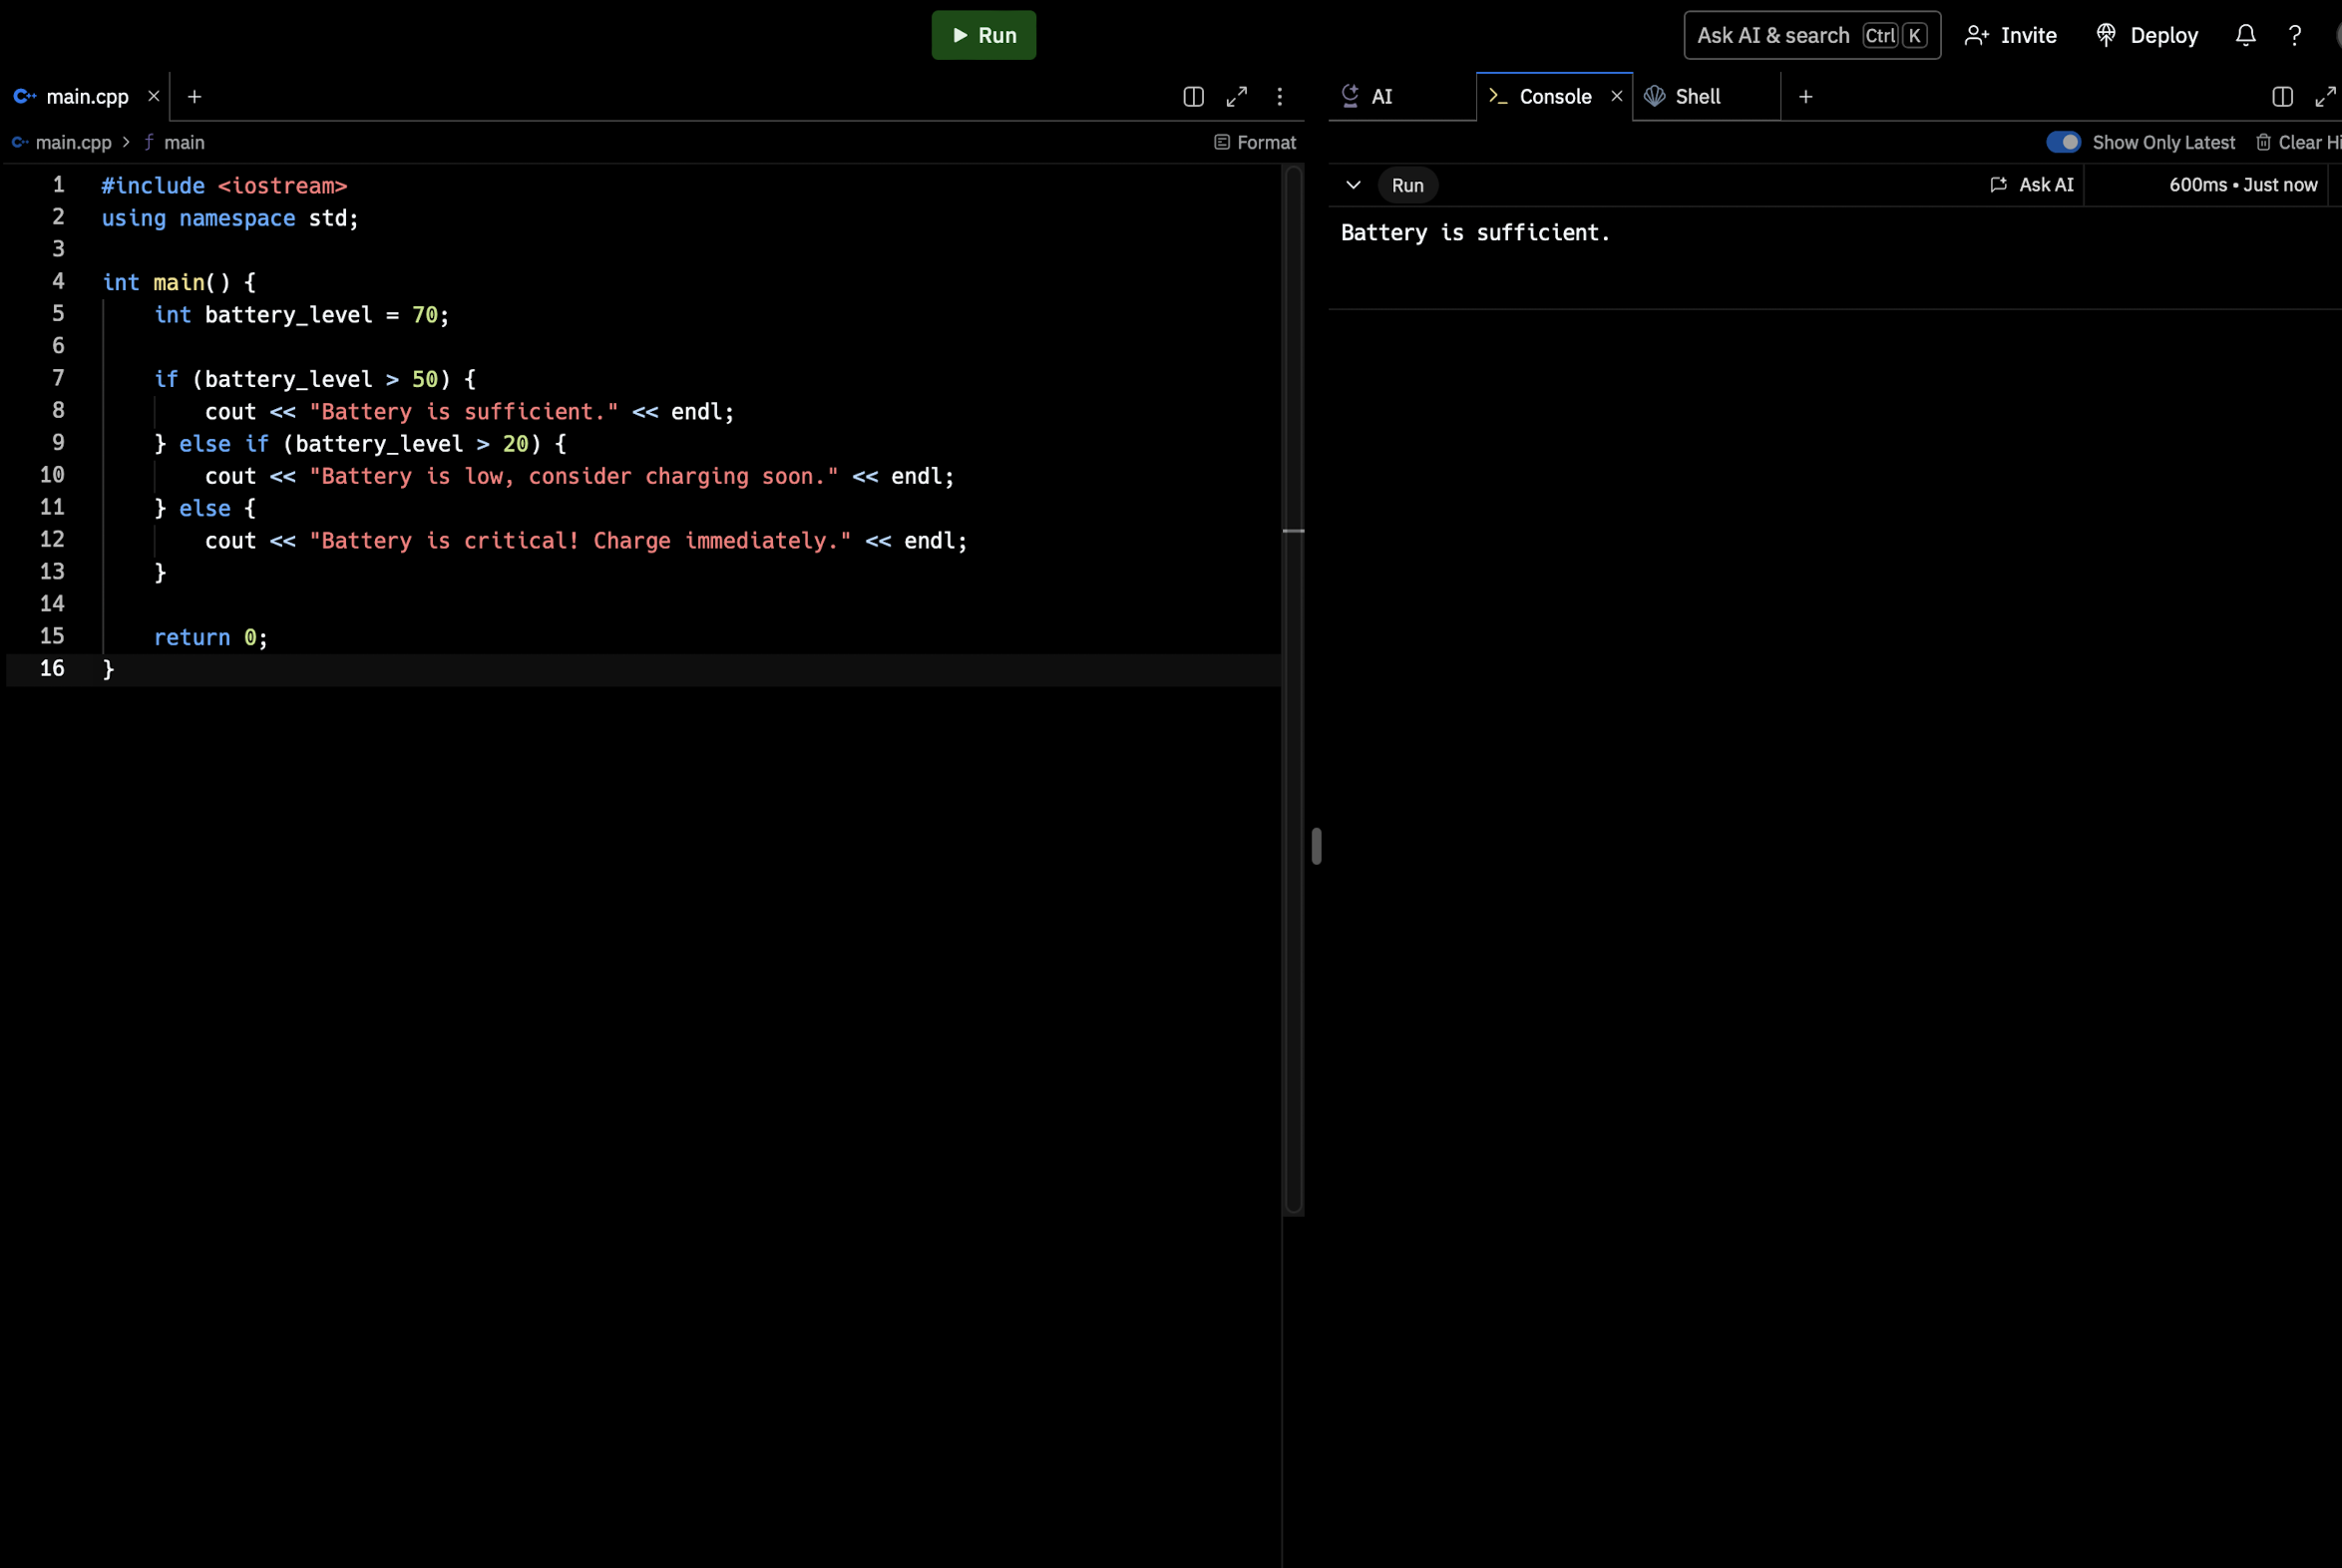 Run
Ask AI & search Ctrl K Invite Deploy ?
main.cpp × +
main.cpp > f main Format
1 #include <iostream>
2 using namespace std;
3
4 int main() {
5     int battery_level = 70;
6
7     if (battery_level > 50) {
8         cout << "Battery is sufficient." << endl;
9     } else if (battery_level > 20) {
10         cout << "Battery is low, consider charging soon." << endl;
11     } else {
12         cout << "Battery is critical! Charge immediately." << endl;
13     }
14
15     return 0;
16 }
AI Console × Shell +
Show Only Latest Clear Hi
Run Ask AI 600ms • Just now
Battery is sufficient.